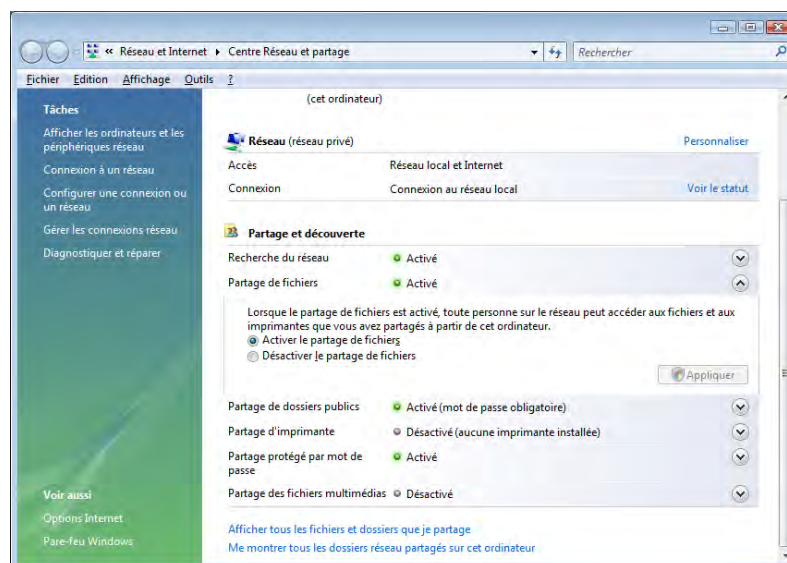 « Réseau et Internet ▸ Centre Réseau et partage
Rechercher
Fichier Edition Affichage Outils ?
Tâches
Afficher les ordinateurs et les
périphériques réseau
Connexion à un réseau
Configurer une connexion ou
un réseau
Gérer les connexions réseau
Diagnostiquer et réparer
Voir aussi
Options Internet
Pare-feu Windows
(cet ordinateur)
Réseau (réseau privé) Personnaliser
Accès Réseau local et Internet
Connexion Connexion au réseau local Voir le statut
Partage et découverte
Recherche du réseau Activé
Partage de fichiers Activé
Lorsque le partage de fichiers est activé, toute personne sur le réseau peut accéder aux fichiers et aux
imprimantes que vous avez partagés à partir de cet ordinateur.
Activer le partage de fichiers
Désactiver le partage de fichiers
Appliquer
Partage de dossiers publics Activé (mot de passe obligatoire)
Partage d'imprimante Désactivé (aucune imprimante installée)
Partage protégé par mot de Activé
passe
Partage des fichiers multimédias Désactivé
Afficher tous les fichiers et dossiers que je partage
Me montrer tous les dossiers réseau partagés sur cet ordinateur